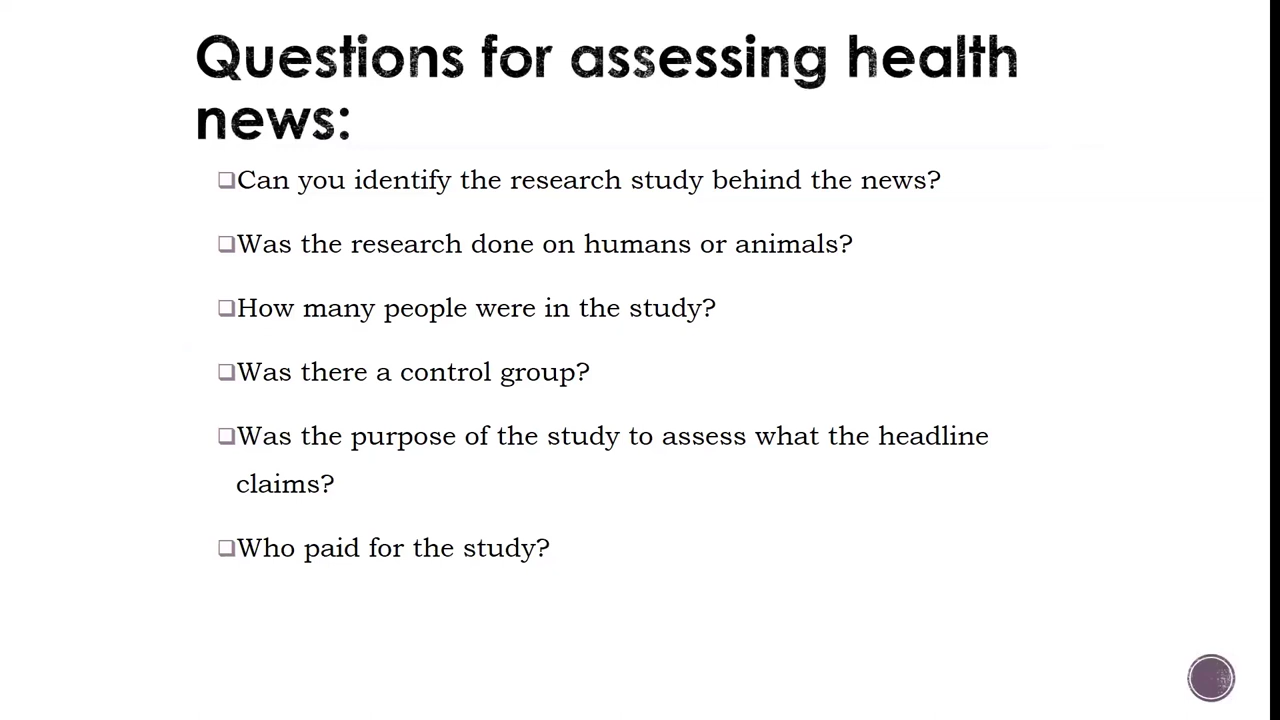 Questions for assessing health
news:
❑Can you identify the research study behind the news?
❑Was the research done on humans or animals?
❑How many people were in the study?
❑Was there a control group?
❑Was the purpose of the study to assess what the headline
claims?
❑Who paid for the study?